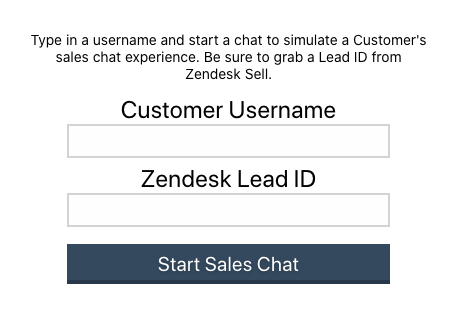 Type in a username and start a chat to simulate a Customer's
sales chat experience. Be sure to grab a Lead ID from
Zendesk Sell.
Customer Username
Zendesk Lead ID
Start Sales Chat